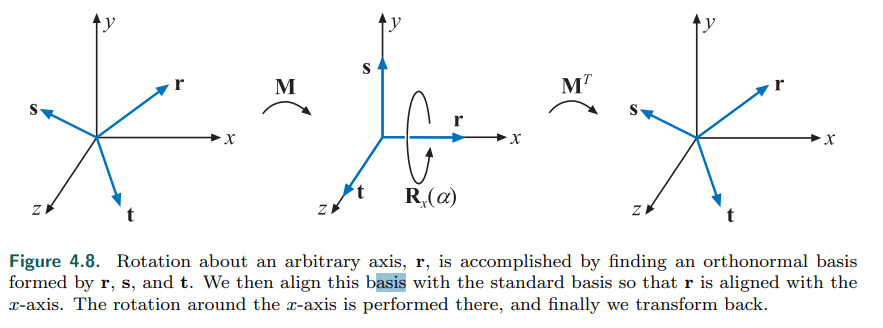 y
r
s
x
z
t
M
y
s
r
x
t
z
Rₓ(α)
Mᵀ
y
r
s
x
z
t
Figure 4.8. Rotation about an arbitrary axis, r, is accomplished by finding an orthonormal basis
formed by r, s, and t. We then align this basis with the standard basis so that r is aligned with the
x-axis. The rotation around the x-axis is performed there, and finally we transform back.